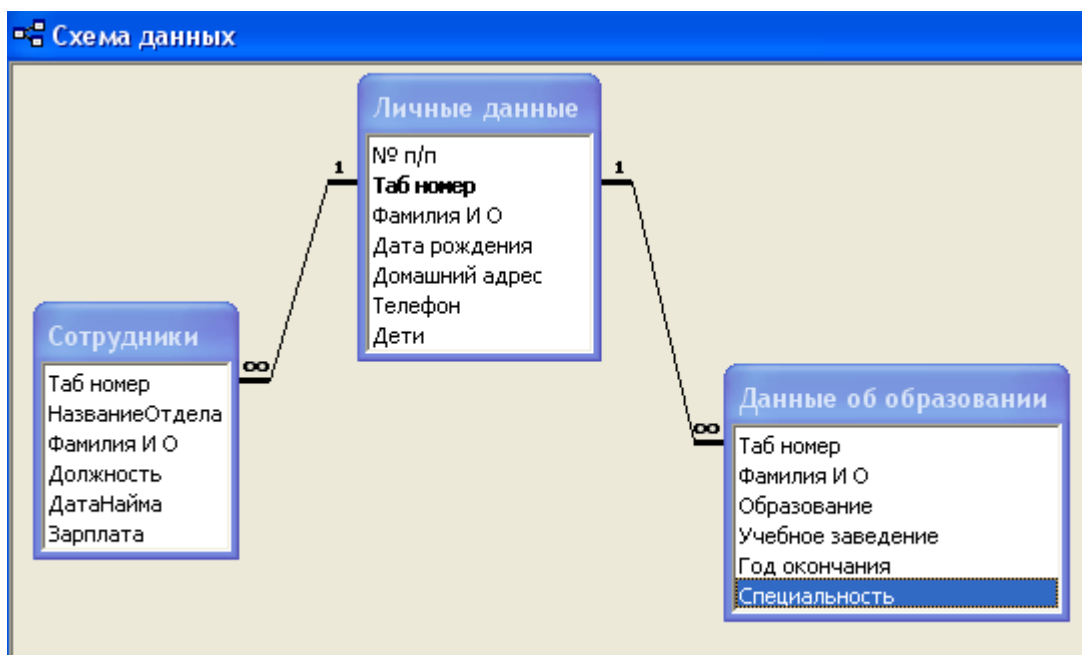 Схема данных
Личные данные
№ п/п
Таб номер
Фамилия И О
Дата рождения
Домашний адрес
Телефон
Дети
1
1
Сотрудники
Таб номер
НазваниеОтдела
Фамилия И О
Должность
ДатаНайма
Зарплата
∞
Данные об образовании
Таб номер
Фамилия И О
Образование
Учебное заведение
Год окончания
Специальность
∞